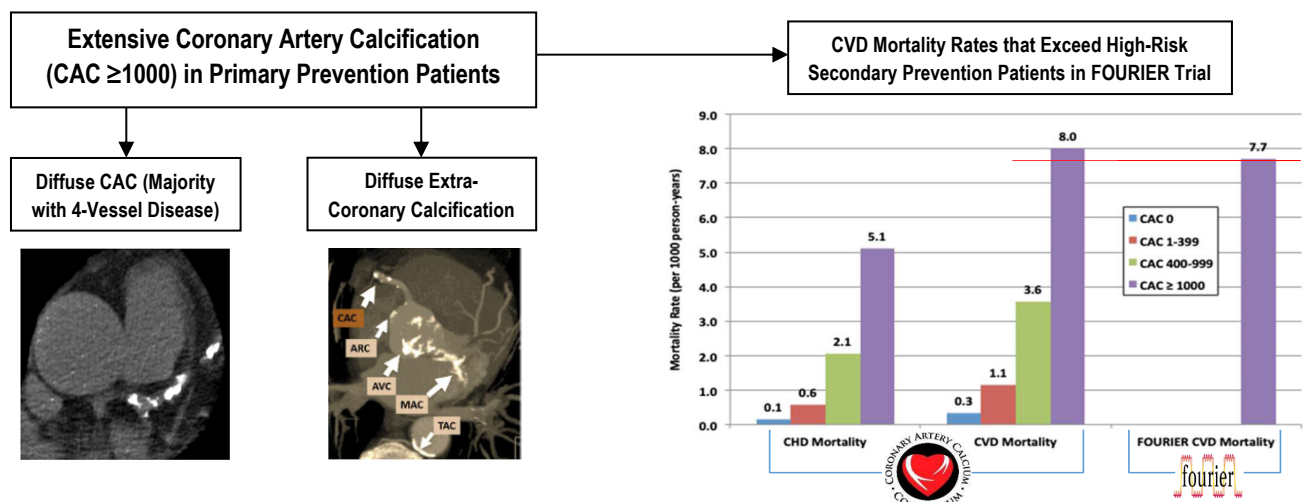 Extensive Coronary Artery Calcification
(CAC ≥1000) in Primary Prevention Patients
CVD Mortality Rates that Exceed High-Risk
Secondary Prevention Patients in FOURIER Trial
Diffuse CAC (Majority
with 4-Vessel Disease)
Diffuse Extra-
Coronary Calcification
CAC
ARC
AVC
MAC
TAC
Mortality Rate (per 1000 person-years)
9.0
8.0
7.0
6.0
5.0
4.0
3.0
2.0
1.0
0.0
0.1
0.6
2.1
5.1
0.3
1.1
3.6
8.0
7.7
CAC 0
CAC 1-399
CAC 400-999
CAC ≥ 1000
CHD Mortality
CVD Mortality
FOURIER CVD Mortality
CORONARY ARTERY CALCIUM
fourier